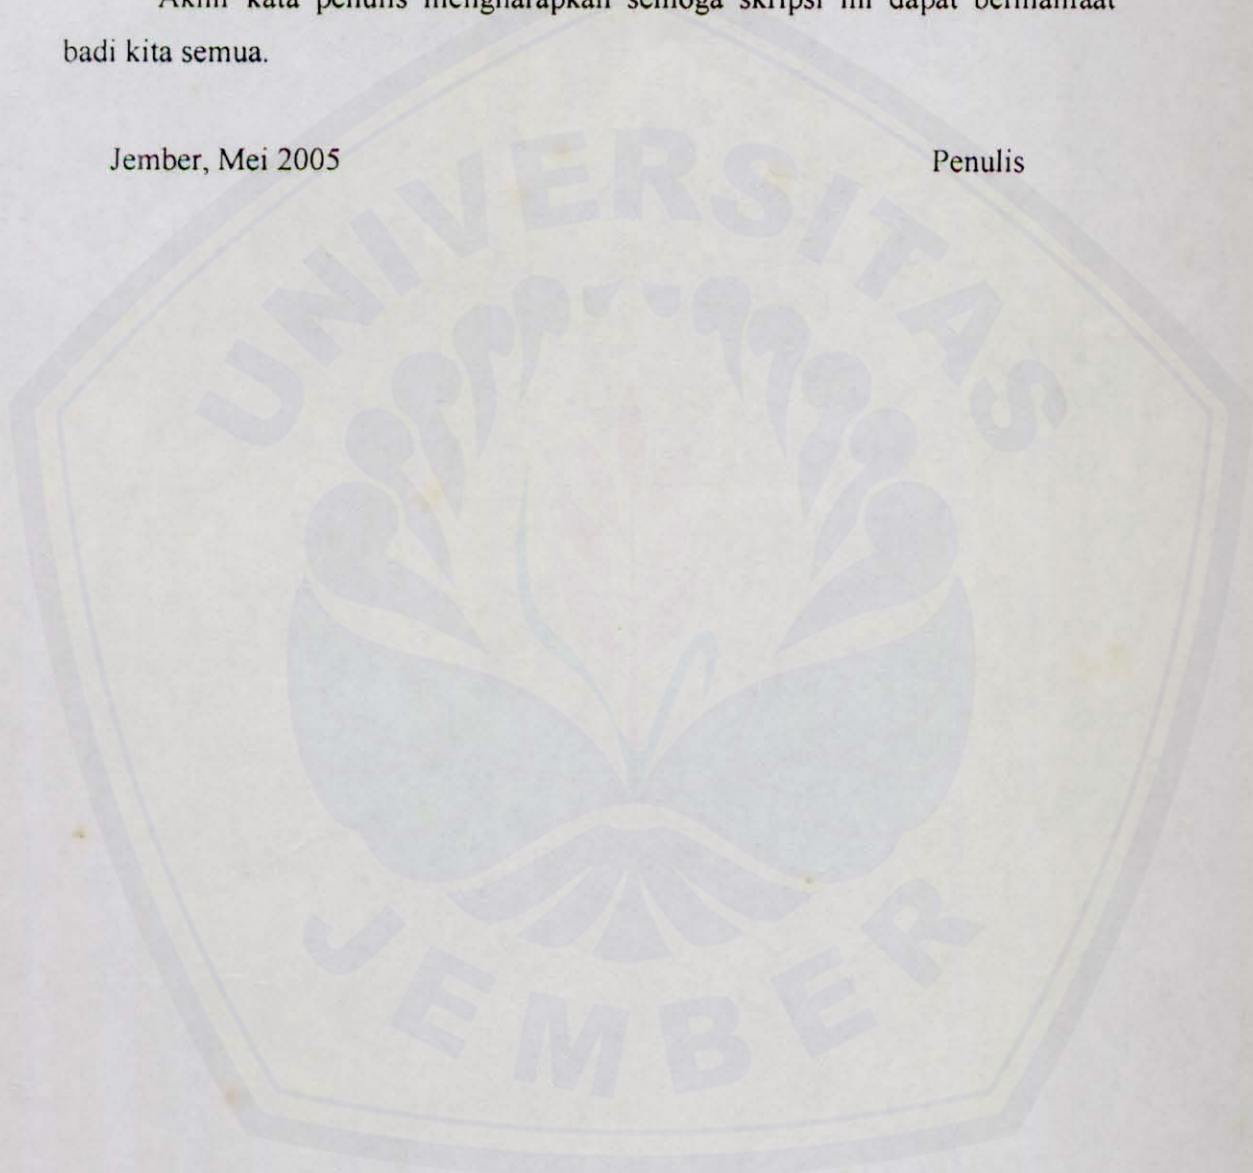 Akhir kata penulis mengharapkan semoga skripsi ini dapat bermanfaat
badi kita semua.
Jember, Mei 2005 Penulis
UNIVERSITAS
JEMBER